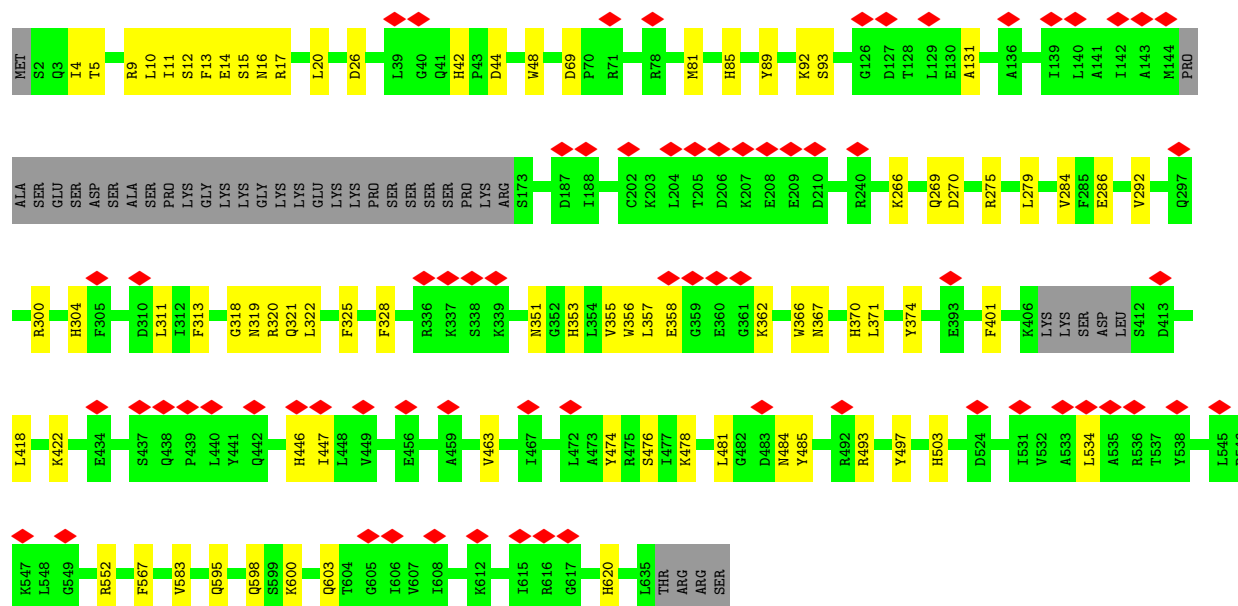 MET S2 Q3 I4 T5 R9 L10 I11 S12 F13 E14 S15 N16 R17 L20 D26 L39 G40 Q41 H42 P43 D44 W48 D69 P70 R71 R78 M81 H85 Y89 K92 S93 G126 D127 T128 L129 E130 A131 A136 I139 L140 A141 I142 A143 M144 PRO
ALA SER GLU SER ASP SER ALA SER PRO LYS GLY LYS LYS GLY LYS LYS GLU LYS LYS PRO SER SER SER SER PRO LYS ARG S173 D187 I188 C202 K203 L204 T205 D206 K207 E208 E209 D210 R240 K266 Q269 D270 R275 L279 V284 F285 E286 V292 Q297
R300 H304 F305 D310 L311 I312 F313 G318 N319 R320 Q321 L322 F325 F328 R336 K337 S338 K339 N351 G352 H353 L354 V355 W356 L357 E358 G359 E360 G361 K362 W366 N367 H370 L371 Y374 E393 F401 K406 LYS LYS SER ASP LEU S412 D413
L418 K422 E434 S437 Q438 P439 L440 Y441 Q442 H446 I447 L448 V449 E456 A459 V463 I467 L472 A473 Y474 R475 S476 I477 K478 L481 G482 D483 N484 Y485 R492 R493 Y497 H503 D524 I531 V532 A533 L534 A535 R536 T537 Y538 L545
K547 L548 G549 R552 F567 V583 Q595 Q598 S599 K600 Q603 T604 G605 I606 V607 I608 K612 I615 R616 G617 H620 L635 THR ARG ARG SER